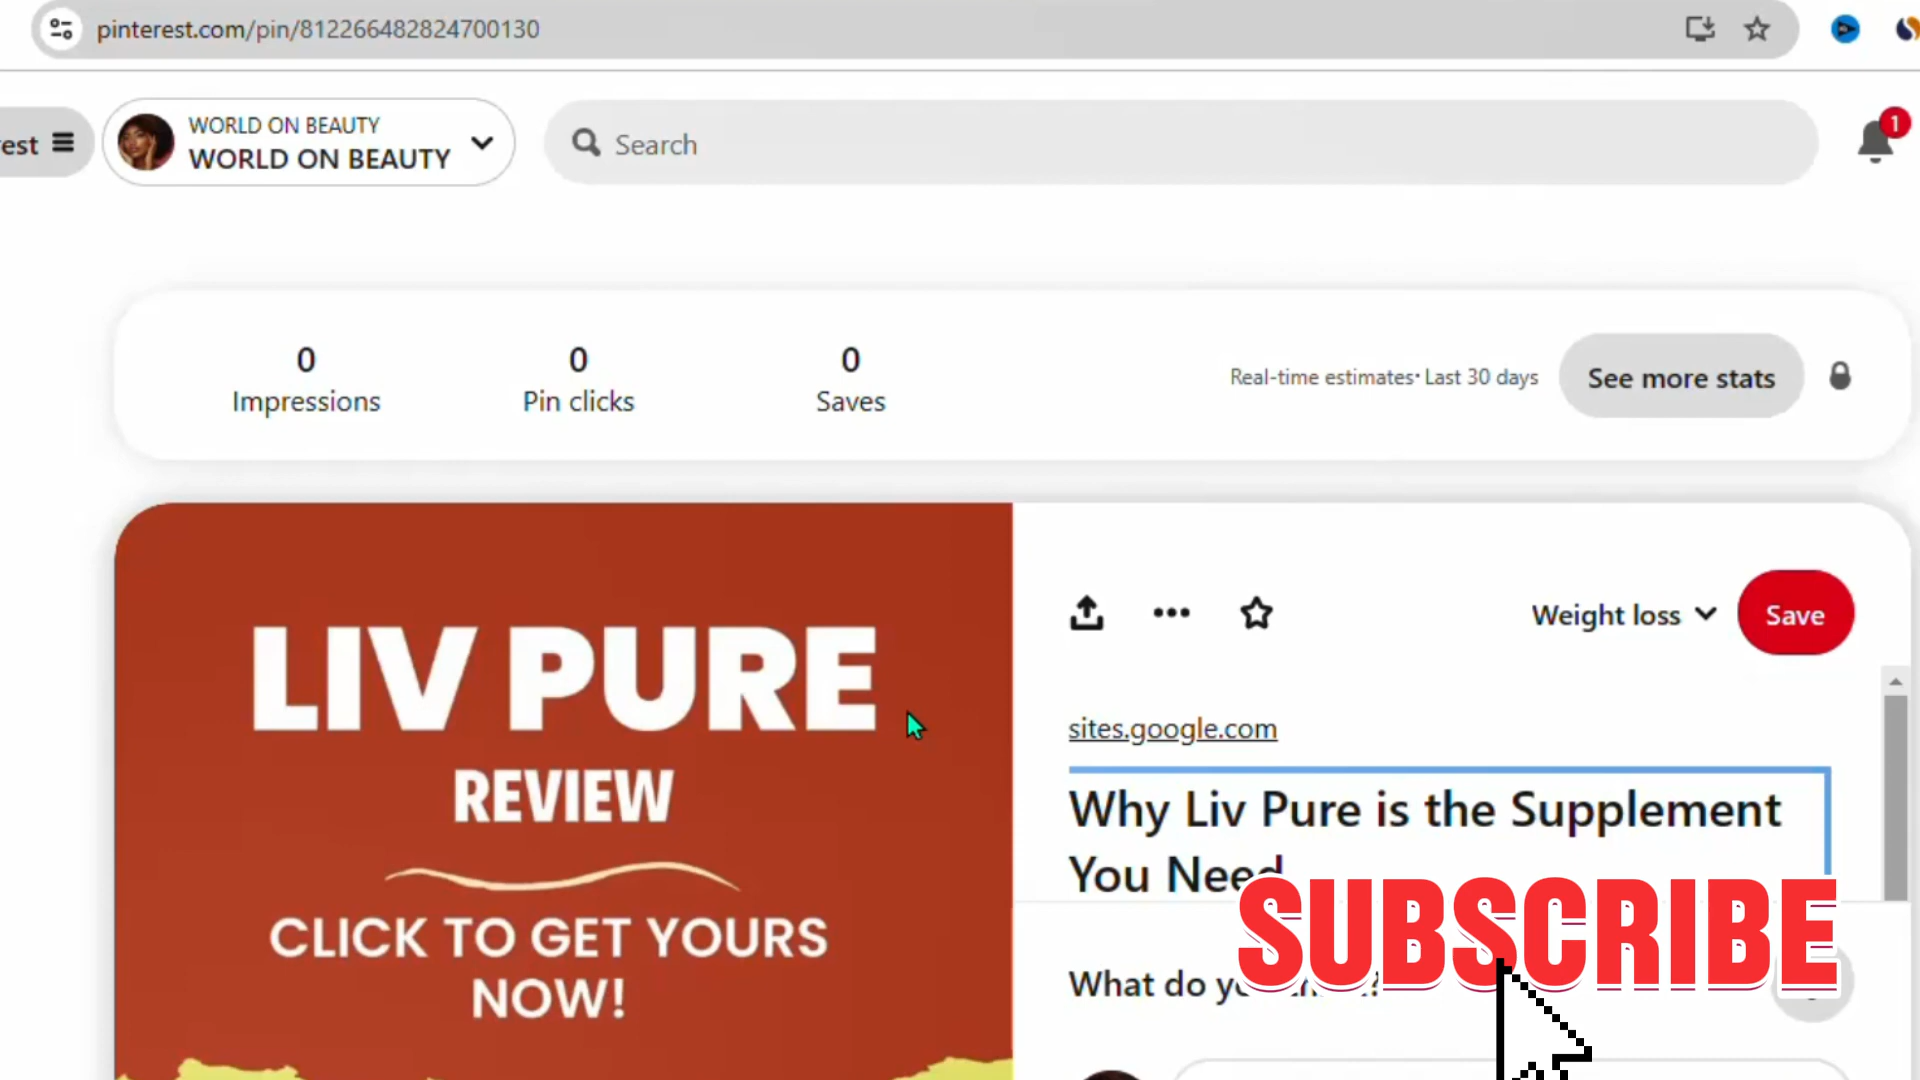 pinterest.com/pin/812266482824700130
est
WORLD ON BEAUTY
WORLD ON BEAUTY
Search
1
0
Impressions
0
Pin clicks
0
Saves
Real-time estimates• Last 30 days
See more stats
LIV PURE
REVIEW
CLICK TO GET YOURS
NOW!
Weight loss
Save
sites.google.com
Why Liv Pure is the Supplement
You Need
What do
SUBSCRIBE